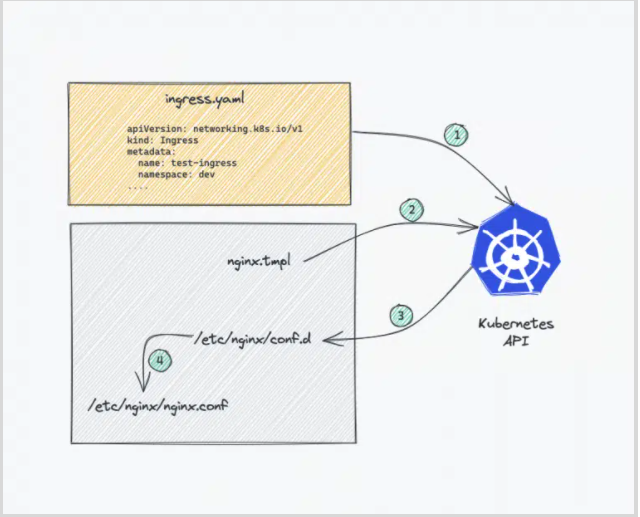 ingress.yaml
apiVersion: networking.k8s.io/v1
kind: Ingress
metadata:
  name: test-ingress
  namespace: dev
....
1
2
nginx.tmpl
3
Kubernetes
API
/etc/nginx/conf.d
4
/etc/nginx/nginx.conf